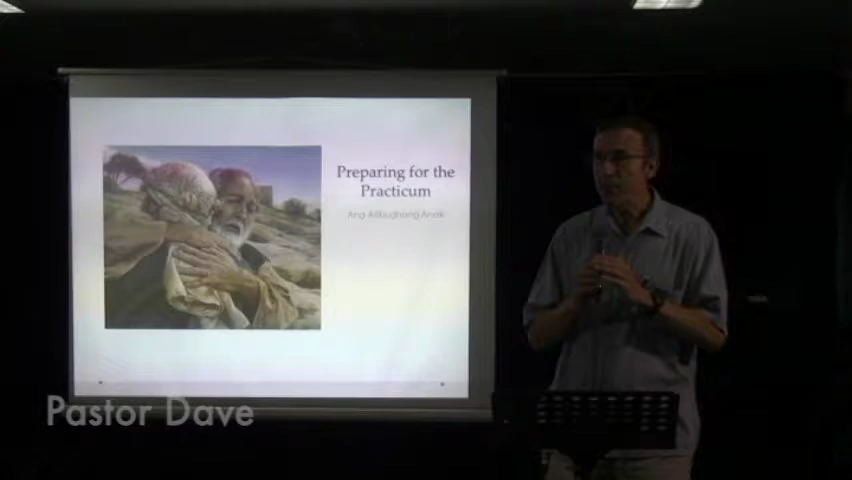 Preparing for the
Practicum
Ang Alibughang Anak
Pastor Dave